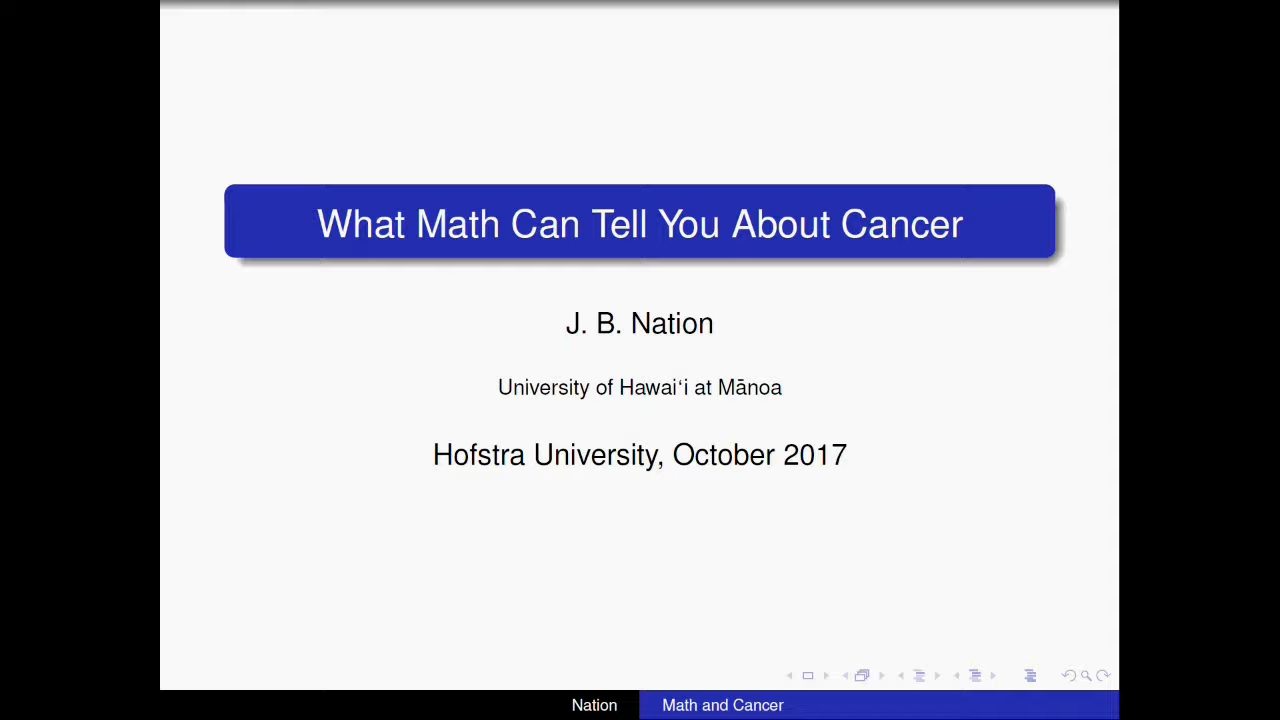 What Math Can Tell You About Cancer
J. B. Nation
University of Hawai‘i at Mānoa
Hofstra University, October 2017
Nation
Math and Cancer